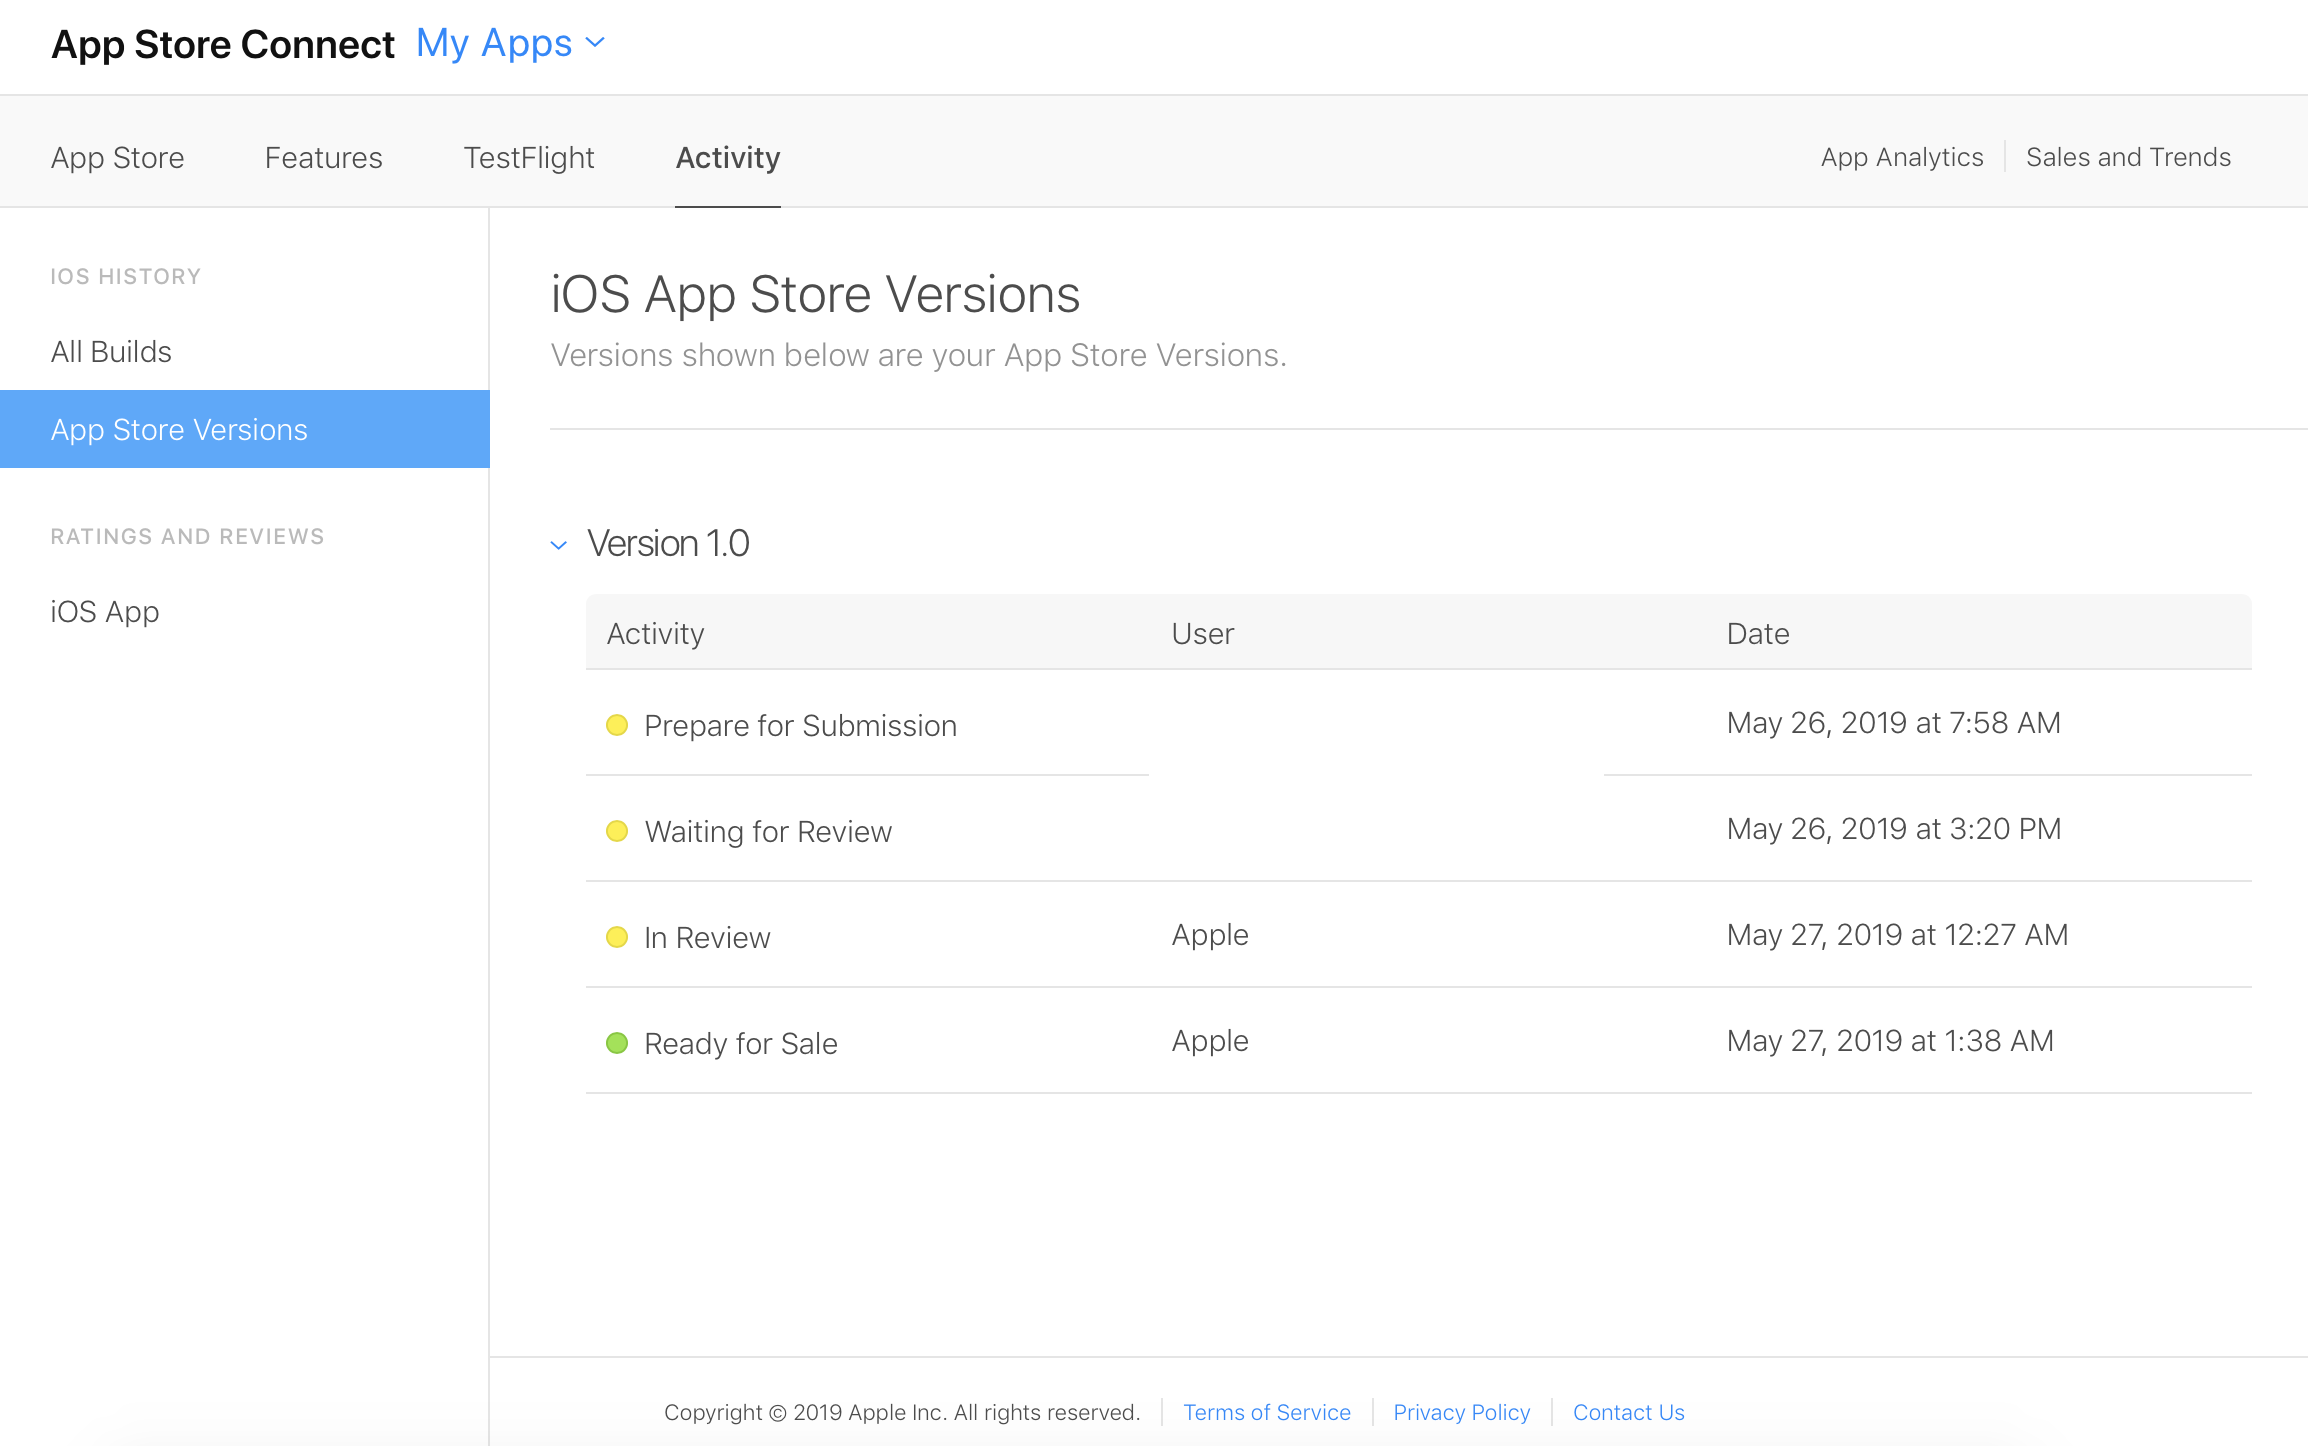 App Store Connect My Apps
App Store Features TestFlight Activity App Analytics Sales and Trends
IOS HISTORY
All Builds
App Store Versions
RATINGS AND REVIEWS
iOS App
iOS App Store Versions
Versions shown below are your App Store Versions.
Version 1.0
Activity User Date
Prepare for Submission May 26, 2019 at 7:58 AM
Waiting for Review May 26, 2019 at 3:20 PM
In Review Apple May 27, 2019 at 12:27 AM
Ready for Sale Apple May 27, 2019 at 1:38 AM
Copyright © 2019 Apple Inc. All rights reserved. Terms of Service Privacy Policy Contact Us